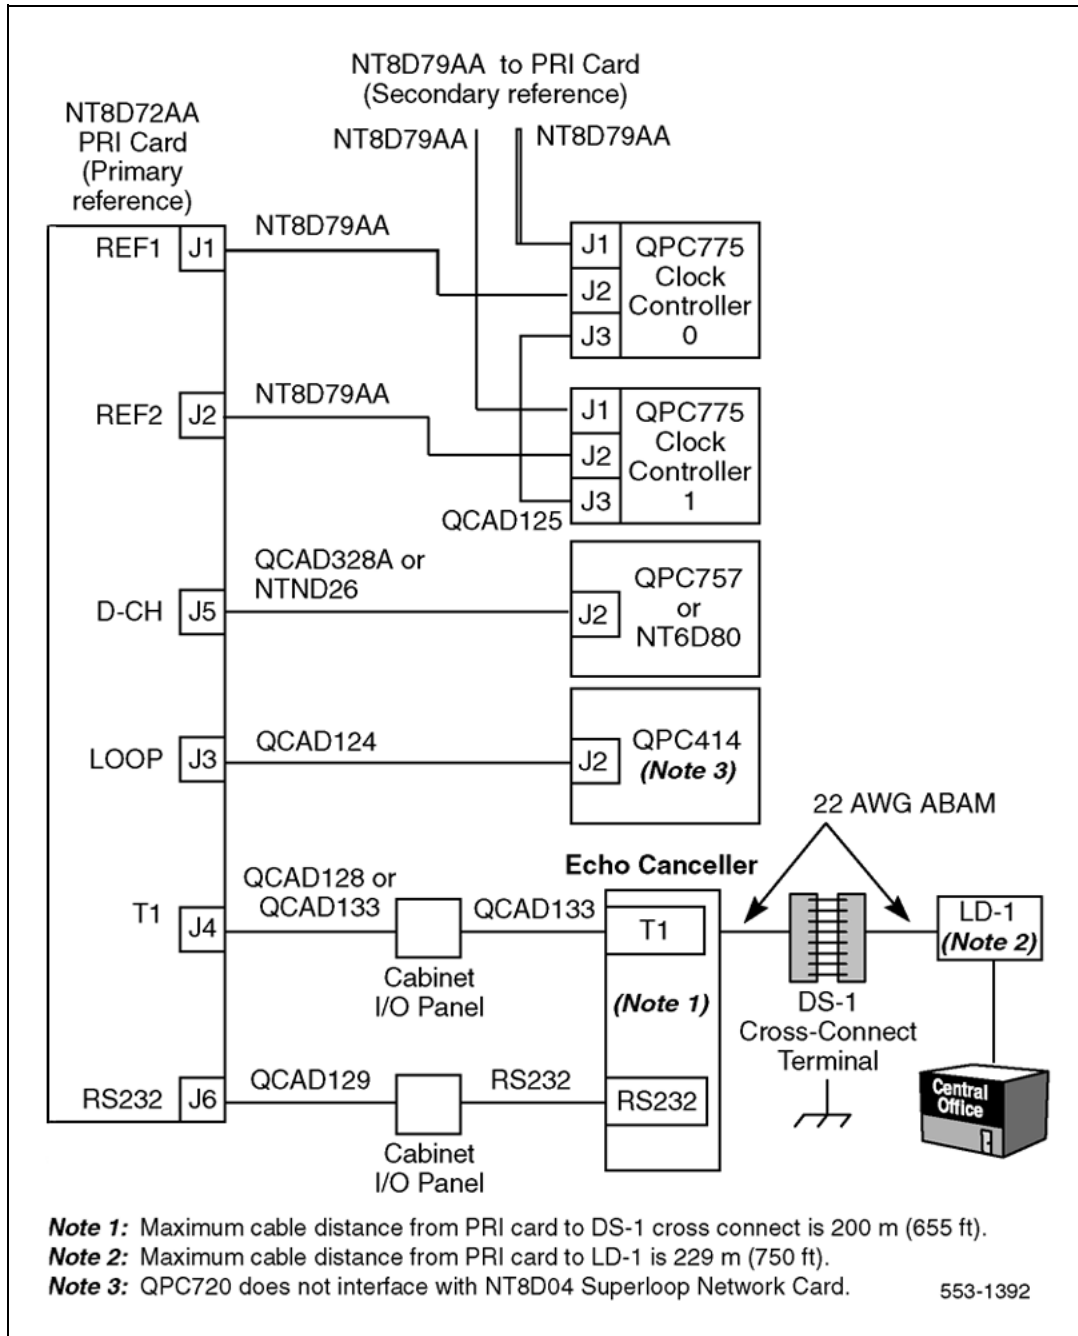 NT8D79AA to PRI Card
(Secondary reference)
NT8D72AA
PRI Card
(Primary
reference)
NT8D79AA
NT8D79AA
REF1
J1
NT8D79AA
J1
J2
J3
QPC775
Clock
Controller
0
REF2
J2
NT8D79AA
J1
J2
J3
QPC775
Clock
Controller
1
QCAD125
D-CH
J5
QCAD328A or
NTND26
J2
QPC757
or
NT6D80
LOOP
J3
QCAD124
J2
QPC414
(Note 3)
22 AWG ABAM
Echo Canceller
T1
J4
QCAD128 or
QCAD133
Cabinet
I/O Panel
QCAD133
T1
(Note 1)
DS-1
Cross-Connect
Terminal
LD-1
(Note 2)
Central
Office
RS232
J6
QCAD129
Cabinet
I/O Panel
RS232
RS232
Note 1: Maximum cable distance from PRI card to DS-1 cross connect is 200 m (655 ft).
Note 2: Maximum cable distance from PRI card to LD-1 is 229 m (750 ft).
Note 3: QPC720 does not interface with NT8D04 Superloop Network Card.
553-1392